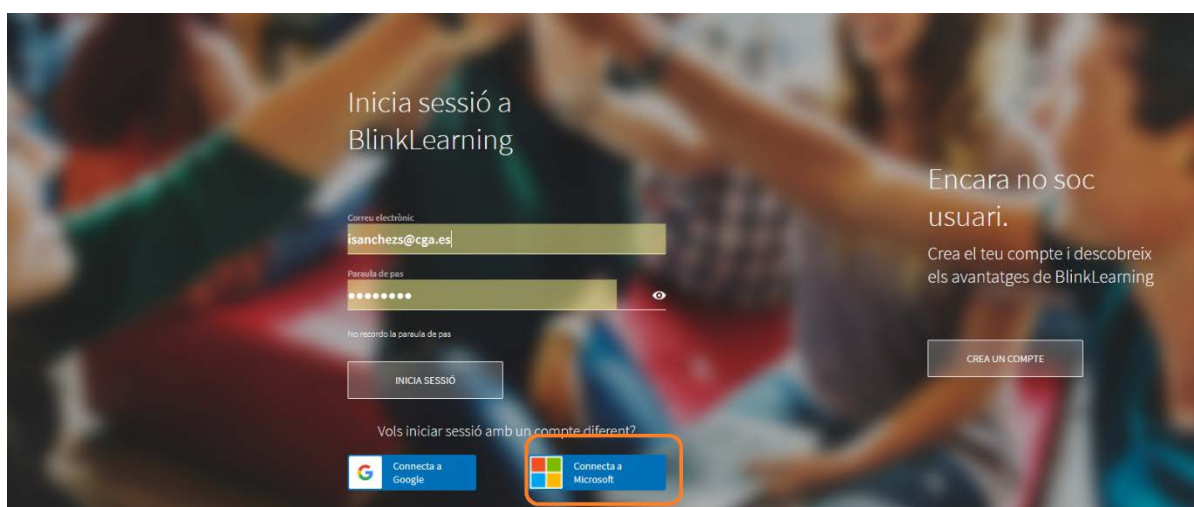 Inicia sessió a
BlinkLearning
Correu electrònic
isanchezs@cga.es
Paraula de pas
No recordo la paraula de pas
INICIA SESSIÓ
Vols iniciar sessió amb un compte diferent?
Connecta a
Google
Connecta a
Microsoft
Encara no soc
usuari.
Crea el teu compte i descobreix
els avantatges de BlinkLearning
CREA UN COMPTE